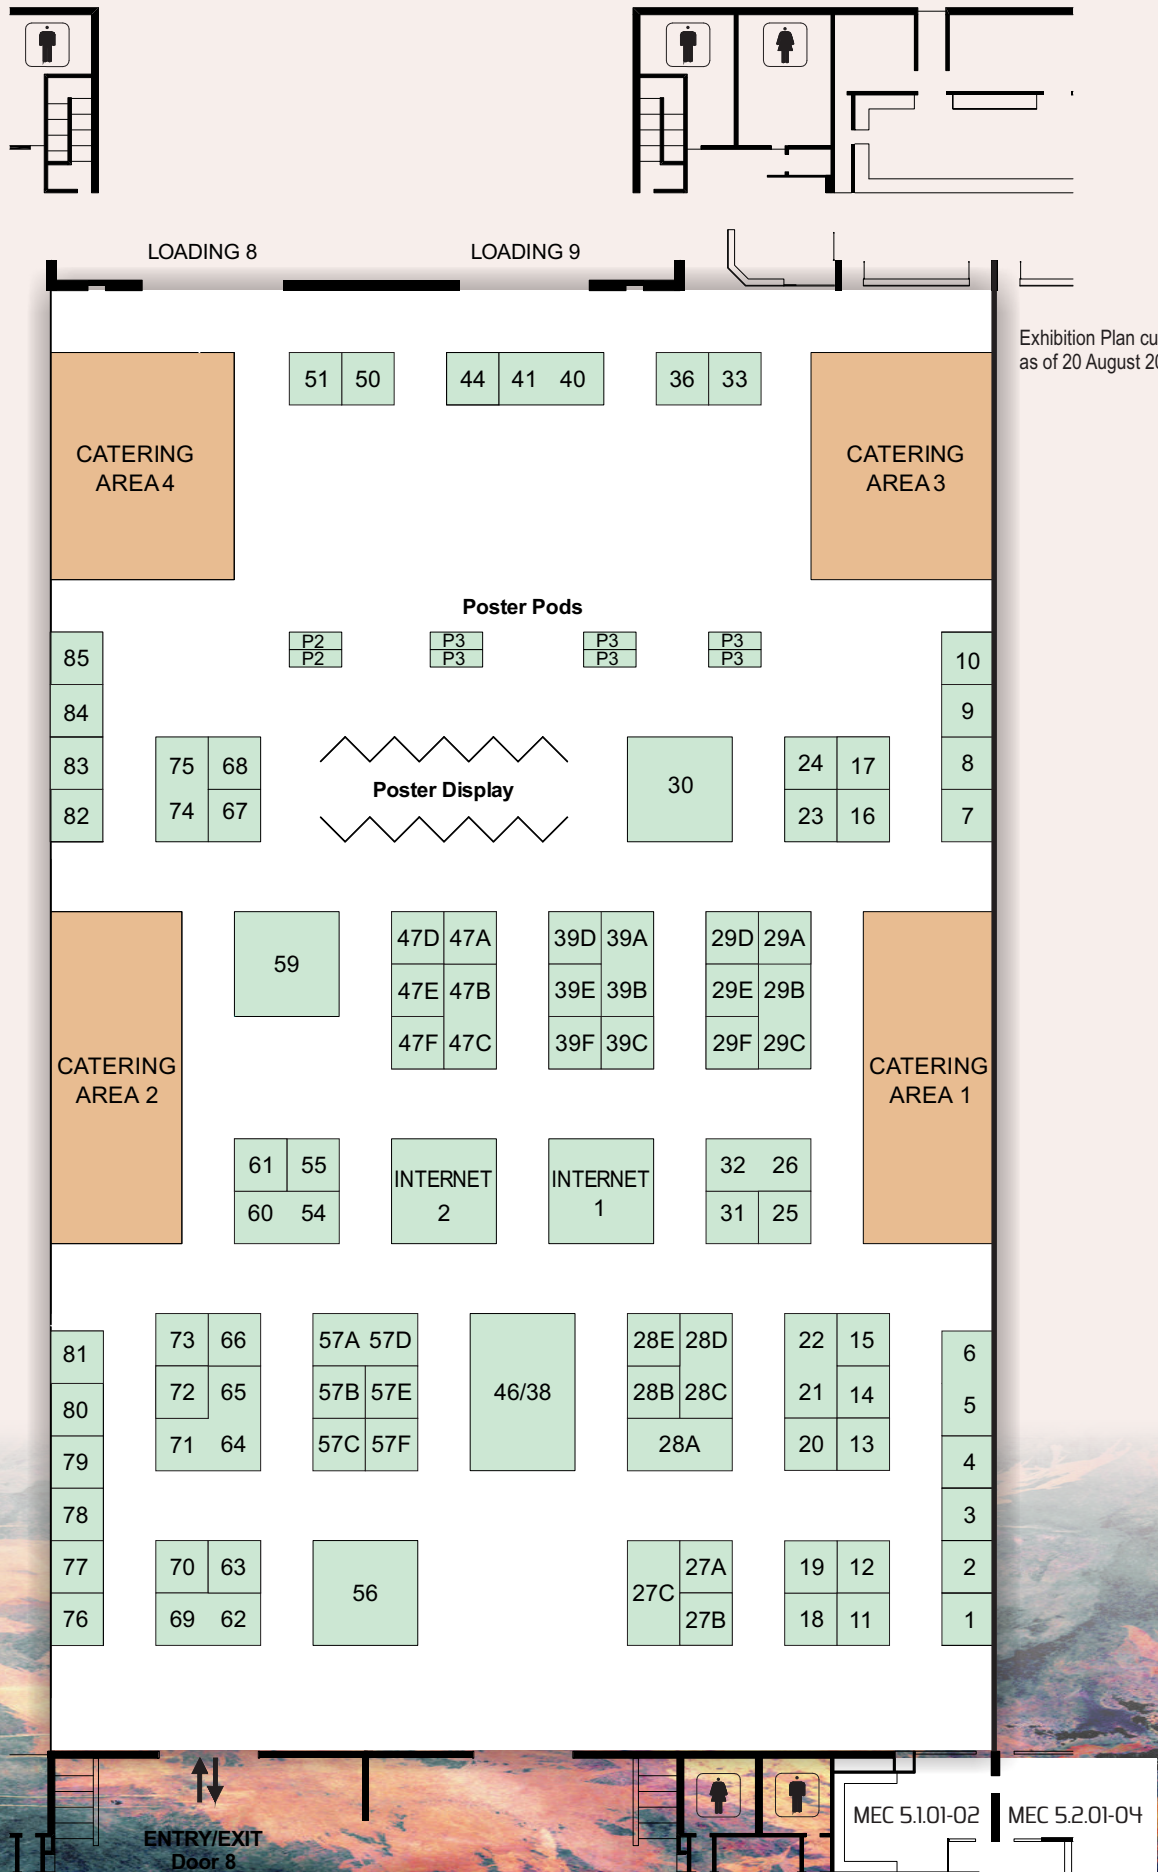 LOADING 8
LOADING 9
Exhibition Plan cu
as of 20 August 20
51 50 44 41 40 36 33
CATERING
AREA 4
CATERING
AREA 3
Poster Pods
P2 P3 P3 P3
P2 P3 P3 P3
85 10
84 9
83 75 68 24 17 8
Poster Display
30
82 74 67 23 16 7
59
47D 47A 39D 39A 29D 29A
47E 47B 39E 39B 29E 29B
47F 47C 39F 39C 29F 29C
CATERING
AREA 2
CATERING
AREA 1
61 55
60 54
INTERNET
2
INTERNET
1
32 26
31 25
81 73 66 57A 57D 28E 28D 22 15 6
80 72 65 57B 57E 46/38 28B 28C 21 14 5
79 71 64 57C 57F 28A 20 13 4
78 3
77 70 63 27A 19 12 2
56 27C
76 69 62 27B 18 11 1
ENTRY/EXIT
Door 8
MEC 5.1.01-02
MEC 5.2.01-04